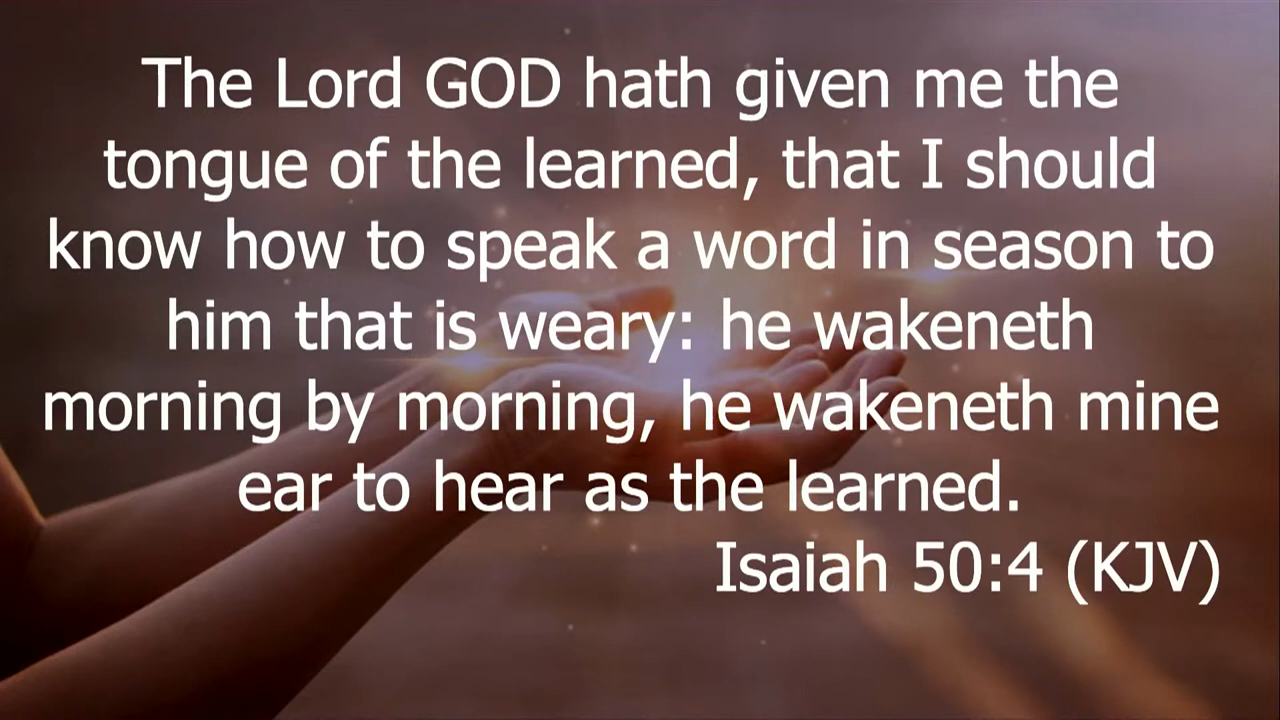 The Lord GOD hath given me the
tongue of the learned, that I should
know how to speak a word in season to
him that is weary: he wakeneth
morning by morning, he wakeneth mine
ear to hear as the learned.
Isaiah 50:4 (KJV)